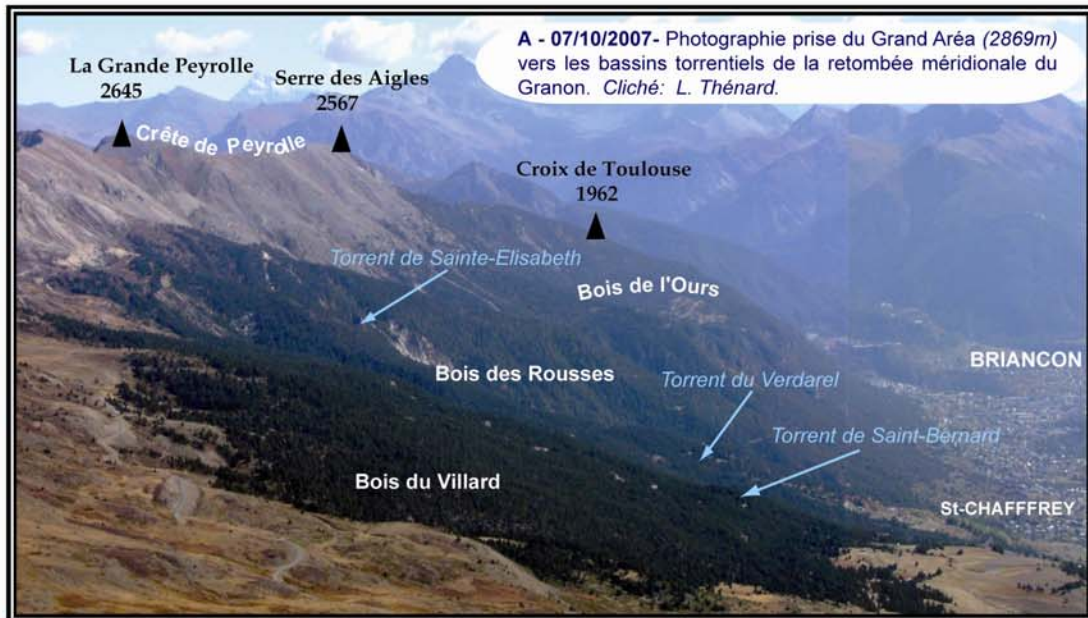 A - 07/10/2007- Photographie prise du Grand Aréa (2869m)
vers les bassins torrentiels de la retombée méridionale du
Granon. Cliché: L. Thénard.
La Grande Peyrolle
2645
Serre des Aigles
2567
Crête de Peyrolle
Croix de Toulouse
1962
Torrent de Sainte-Elisabeth
Bois de l'Ours
BRIANCON
Bois des Rousses
Torrent du Verdarel
Torrent de Saint-Bernard
Bois du Villard
St-CHAFFFREY